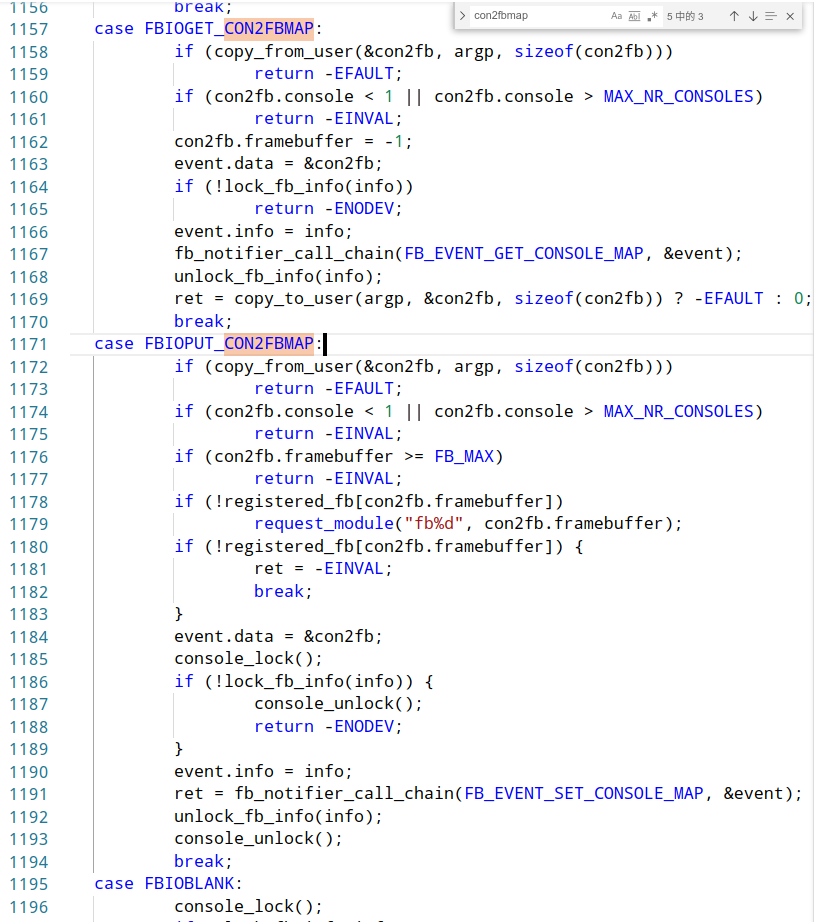 con2fbmap Aa Abl .* 5 中的 3
1156 break;
1157 case FBIOGET_CON2FBMAP:
1158 if (copy_from_user(&con2fb, argp, sizeof(con2fb)))
1159 return -EFAULT;
1160 if (con2fb.console < 1 || con2fb.console > MAX_NR_CONSOLES)
1161 return -EINVAL;
1162 con2fb.framebuffer = -1;
1163 event.data = &con2fb;
1164 if (!lock_fb_info(info))
1165 return -ENODEV;
1166 event.info = info;
1167 fb_notifier_call_chain(FB_EVENT_GET_CONSOLE_MAP, &event);
1168 unlock_fb_info(info);
1169 ret = copy_to_user(argp, &con2fb, sizeof(con2fb)) ? -EFAULT : 0;
1170 break;
1171 case FBIOPUT_CON2FBMAP:
1172 if (copy_from_user(&con2fb, argp, sizeof(con2fb)))
1173 return -EFAULT;
1174 if (con2fb.console < 1 || con2fb.console > MAX_NR_CONSOLES)
1175 return -EINVAL;
1176 if (con2fb.framebuffer >= FB_MAX)
1177 return -EINVAL;
1178 if (!registered_fb[con2fb.framebuffer])
1179 request_module("fb%d", con2fb.framebuffer);
1180 if (!registered_fb[con2fb.framebuffer]) {
1181 ret = -EINVAL;
1182 break;
1183 }
1184 event.data = &con2fb;
1185 console_lock();
1186 if (!lock_fb_info(info)) {
1187 console_unlock();
1188 return -ENODEV;
1189 }
1190 event.info = info;
1191 ret = fb_notifier_call_chain(FB_EVENT_SET_CONSOLE_MAP, &event);
1192 unlock_fb_info(info);
1193 console_unlock();
1194 break;
1195 case FBIOBLANK:
1196 console_lock();